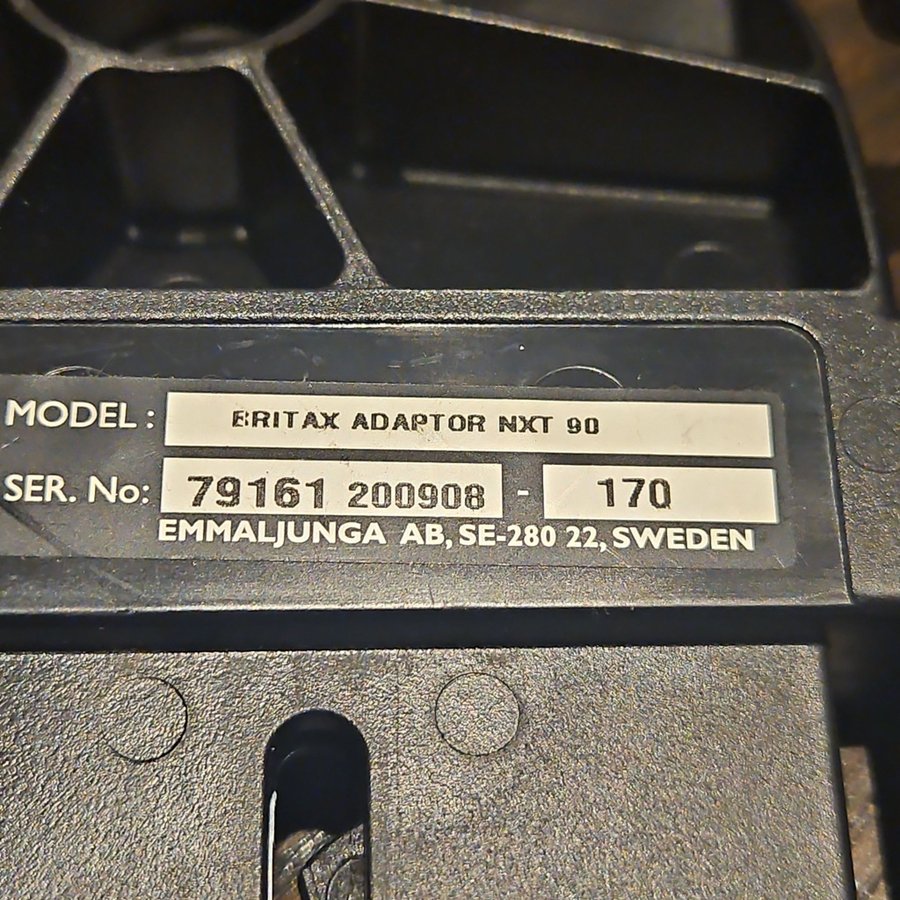 MODEL : BRITAX ADAPTOR NXT 90
SER. No: 79161 200908 - 170
EMMALJUNGA AB, SE-280 22, SWEDEN